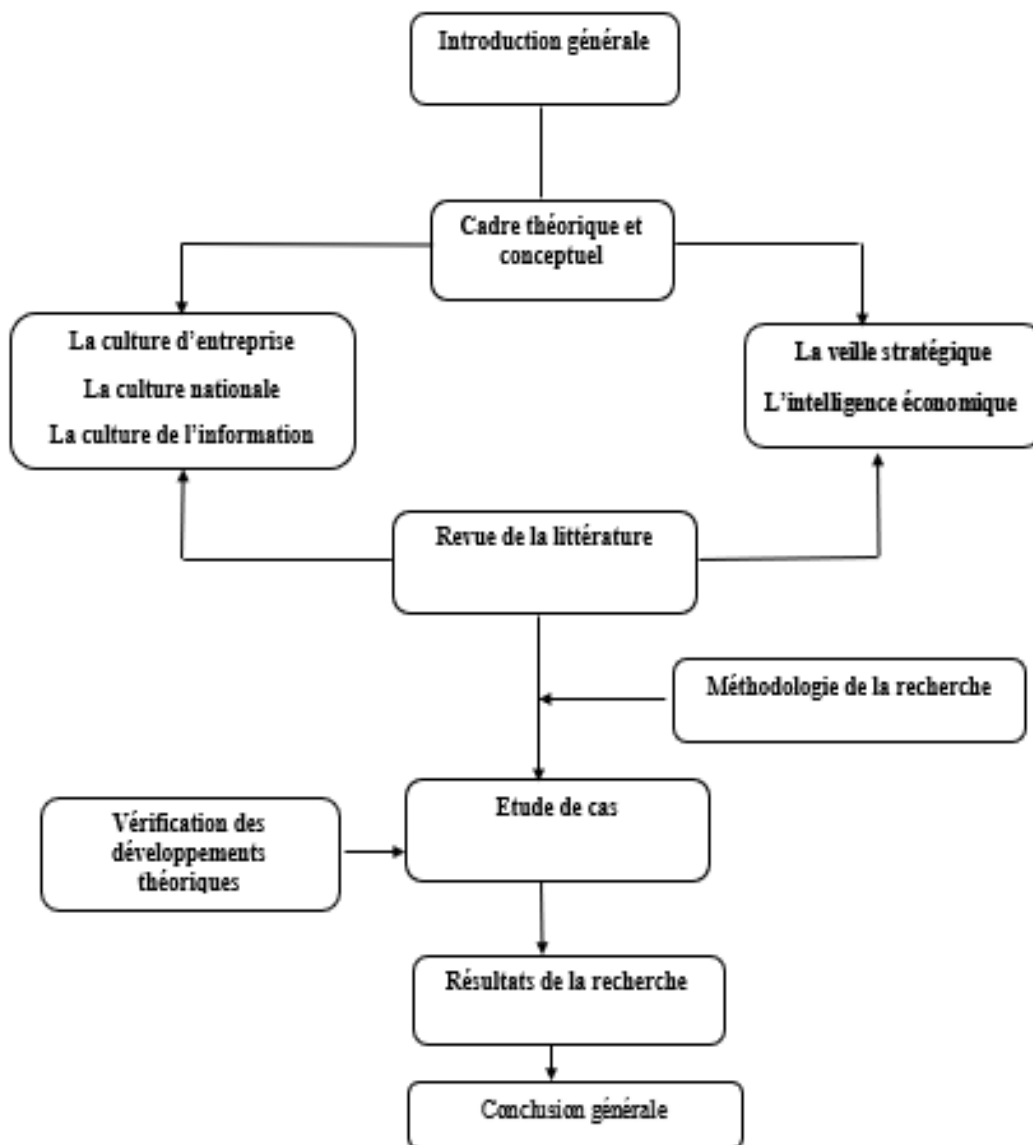 Introduction générale
Cadre théorique et
conceptuel
La culture d'entreprise
La culture nationale
La culture de l'information
La veille stratégique
L'intelligence économique
Revue de la littérature
Méthodologie de la recherche
Etude de cas
Vérification des
développements
théoriques
Résultats de la recherche
Conclusion générale